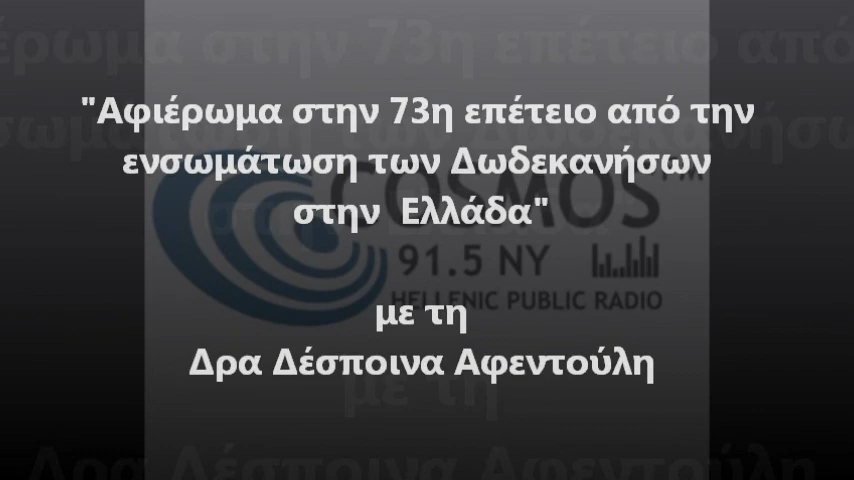 "Αφιέρωμα στην 73η επέτειο από την
ενσωμάτωση των Δωδεκανήσων
στην Ελλάδα"
COSMOS FM
91.5 NY
HELLENIC PUBLIC RADIO
με τη
Δρα Δέσποινα Αφεντούλη